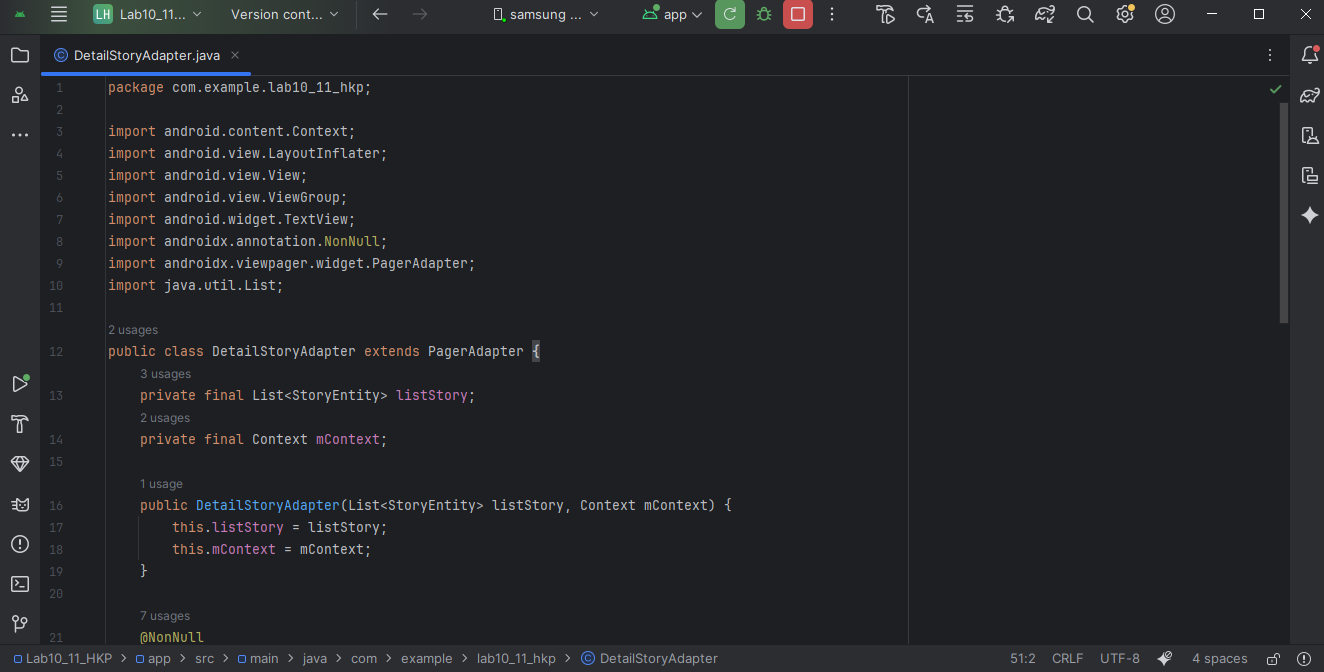 LH Lab10_11... Version cont... samsung ... app
DetailStoryAdapter.java
1 package com.example.lab10_11_hkp;
2
3 import android.content.Context;
4 import android.view.LayoutInflater;
5 import android.view.View;
6 import android.view.ViewGroup;
7 import android.widget.TextView;
8 import androidx.annotation.NonNull;
9 import androidx.viewpager.widget.PagerAdapter;
10 import java.util.List;
11
2 usages
12 public class DetailStoryAdapter extends PagerAdapter {
3 usages
13 private final List<StoryEntity> listStory;
2 usages
14 private final Context mContext;
15
1 usage
16 public DetailStoryAdapter(List<StoryEntity> listStory, Context mContext) {
17 this.listStory = listStory;
18 this.mContext = mContext;
19 }
20
7 usages
21 @NonNull
Lab10_11_HKP > app > src > main > java > com > example > lab10_11_hkp > DetailStoryAdapter 51:2 CRLF UTF-8 4 spaces